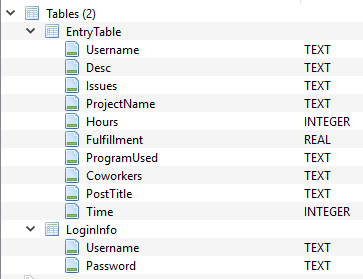 Tables (2)
EntryTable
Username TEXT
Desc TEXT
Issues TEXT
ProjectName TEXT
Hours INTEGER
Fulfillment REAL
ProgramUsed TEXT
Coworkers TEXT
PostTitle TEXT
Time INTEGER
LoginInfo
Username TEXT
Password TEXT